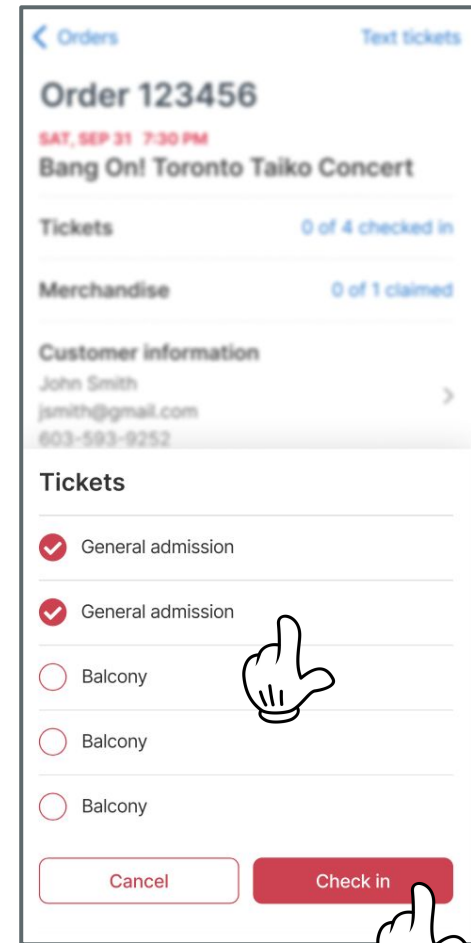 Orders Text tickets
Order 123456
SAT, SEP 31 7:30 PM
Bang On! Toronto Taiko Concert
Tickets 0 of 4 checked in
Merchandise 0 of 1 claimed
Customer information
John Smith
jsmith@gmail.com
603-593-9252
Tickets
General admission
General admission
Balcony
Balcony
Balcony
Cancel Check in